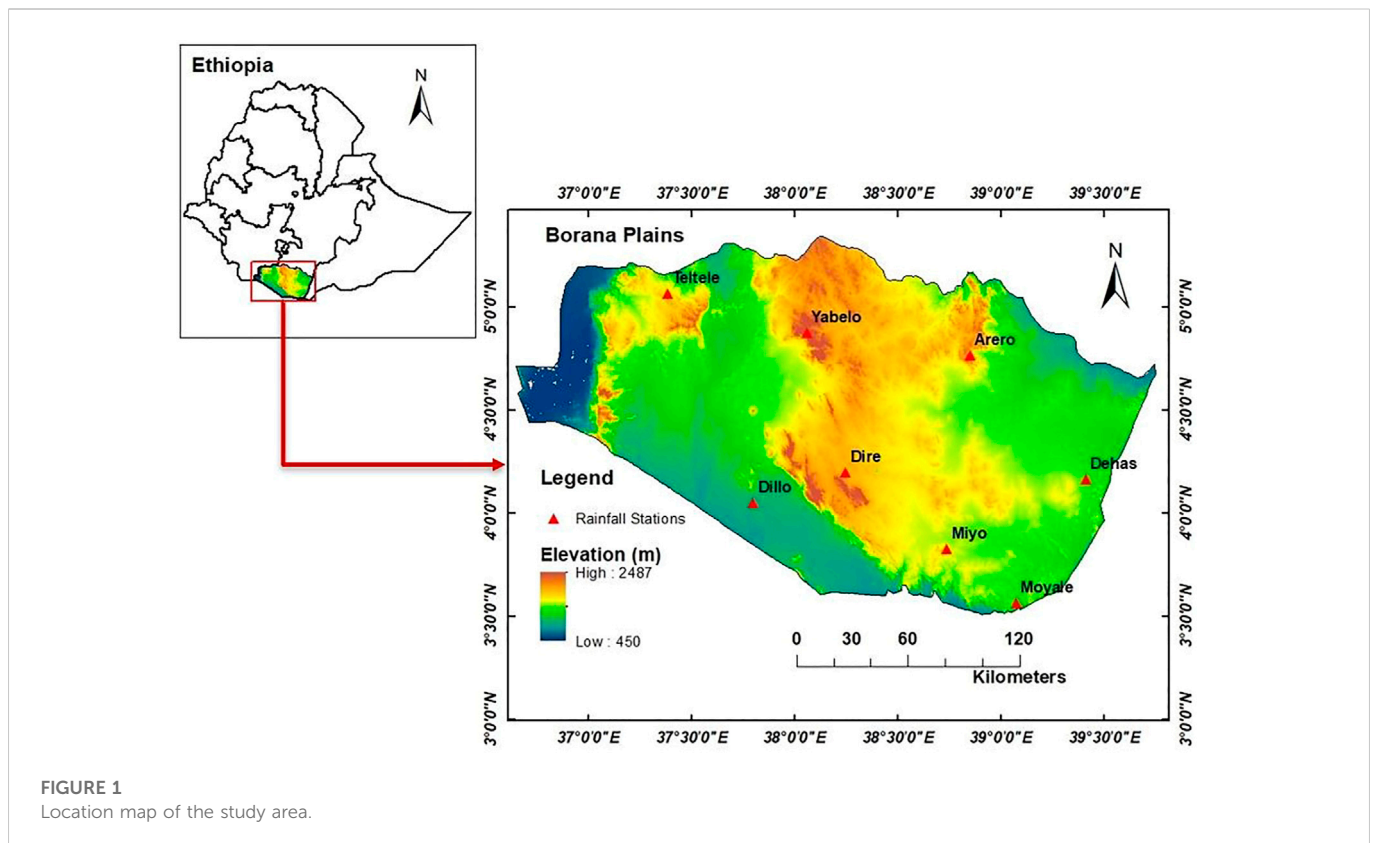 Ethiopia
N
37°0'0"E 37°30'0"E 38°0'0"E 38°30'0"E 39°0'0"E 39°30'0"E
Borana Plains
N
Teltele
Yabelo
Arero
Dire
Dehas
Dillo
Miyo
Moyale
5°0'0"N
4°30'0"N
4°0'0"N
3°30'0"N
3°0'0"N
5°0'0"N
4°30'0"N
4°0'0"N
3°30'0"N
3°0'0"N
Legend
Rainfall Stations
Elevation (m)
High : 2487
Low : 450
0 30 60 120
Kilometers
37°0'0"E 37°30'0"E 38°0'0"E 38°30'0"E 39°0'0"E 39°30'0"E
FIGURE 1
Location map of the study area.